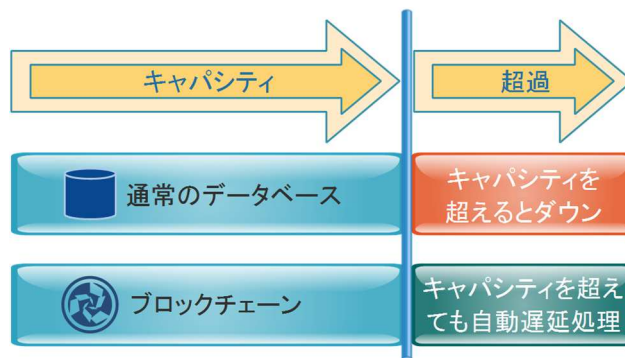 キャパシティ
超過
通常のデータベース
キャパシティを
超えるとダウン
ブロックチェーン
キャパシティを超え
ても自動遅延処理